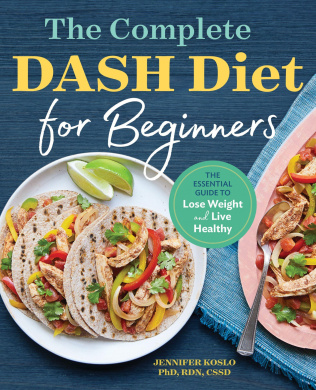 The Complete
DASH Diet
for Beginners
THE
ESSENTIAL
GUIDE TO
Lose Weight
and Live
Healthy
JENNIFER KOSLO
PhD, RDN, CSSD